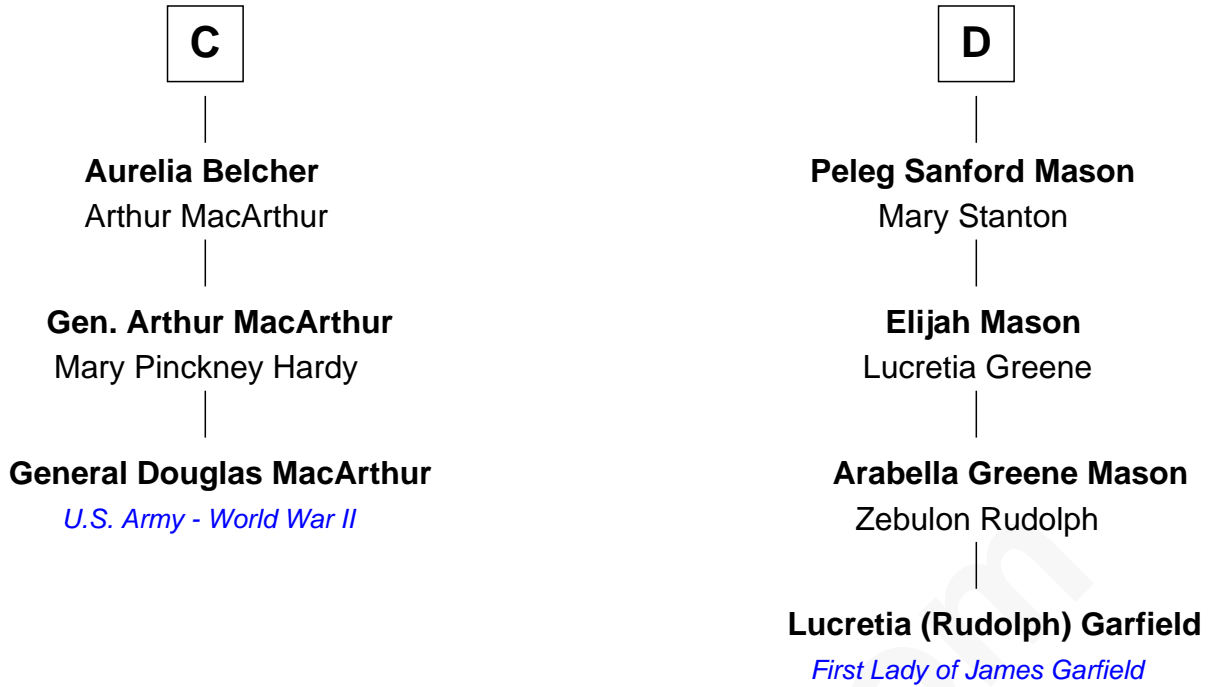 C
Aurelia Belcher
Arthur MacArthur
Gen. Arthur MacArthur
Mary Pinckney Hardy
General Douglas MacArthur
U.S. Army - World War II
D
Peleg Sanford Mason
Mary Stanton
Elijah Mason
Lucretia Greene
Arabella Greene Mason
Zebulon Rudolph
Lucretia (Rudolph) Garfield
First Lady of James Garfield